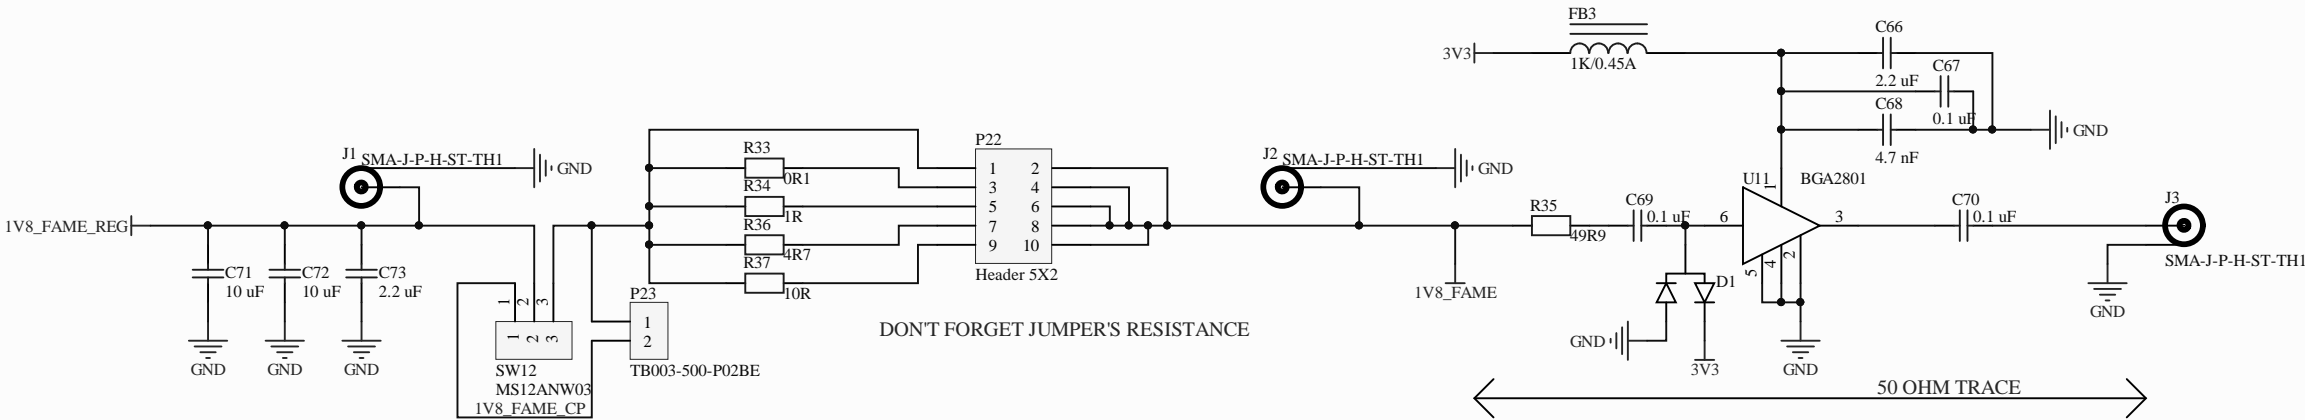 FB3
3V3
1K/0.45A
C66
2.2 uF
C67
0.1 uF
C68
4.7 nF
GND
J1
SMA-J-P-H-ST-TH1
GND
1V8_FAME_REG
C71
10 uF
C72
10 uF
C73
2.2 uF
GND
GND
GND
1
2
3
1
2
3
SW12
MS12ANW03
1V8_FAME_CP
P23
1
2
TB003-500-P02BE
R33
0R1
R34
1R
R36
4R7
R37
10R
P22
1
2
3
4
5
6
7
8
9
10
Header 5X2
DON'T FORGET JUMPER'S RESISTANCE
J2
SMA-J-P-H-ST-TH1
GND
1V8_FAME
R35
49R9
C69
0.1 uF
D1
GND
3V3
U11
BGA2801
1
6
3
5
4
2
GND
C70
0.1 uF
J3
SMA-J-P-H-ST-TH1
GND
50 OHM TRACE